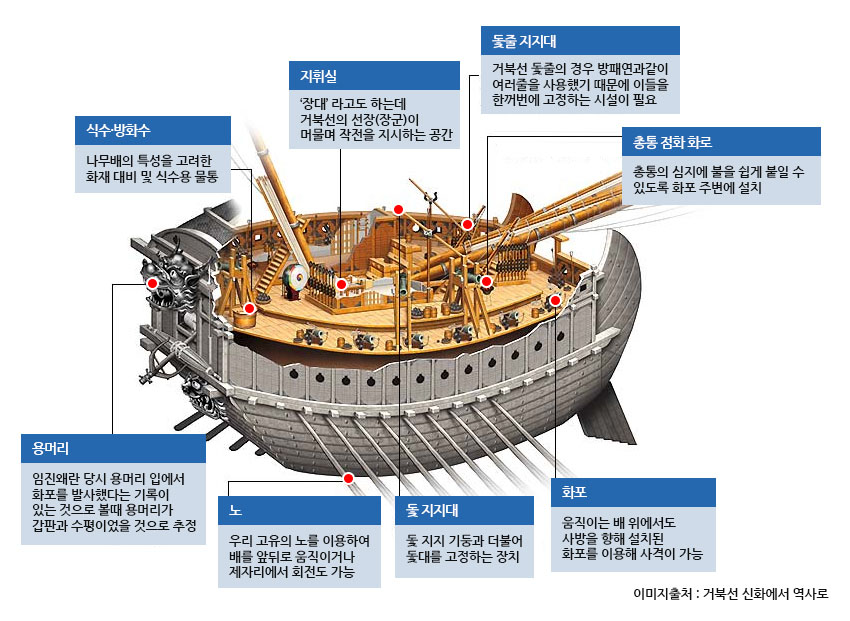 돛줄 지지대
거북선 돛줄의 경우 방패연과같이
여러줄을 사용했기 때문에 이들을
한꺼번에 고정하는 시설이 필요
지휘실
‘장대’ 라고도 하는데
거북선의 선장(장군)이
머물며 작전을 지시하는 공간
식수·방화수
나무배의 특성을 고려한
화재 대비 및 식수용 물통
총통 점화 화로
총통의 심지에 불을 쉽게 붙일 수
있도록 화포 주변에 설치
용머리
임진왜란 당시 용머리 입에서
화포를 발사했다는 기록이
있는 것으로 볼때 용머리가
갑판과 수평이었을 것으로 추정
노
우리 고유의 노를 이용하여
배를 앞뒤로 움직이거나
제자리에서 회전도 가능
돛 지지대
돛 지지 기둥과 더불어
돛대를 고정하는 장치
화포
움직이는 배 위에서도
사방을 향해 설치된
화포를 이용해 사격이 가능
이미지출처 : 거북선 신화에서 역사로